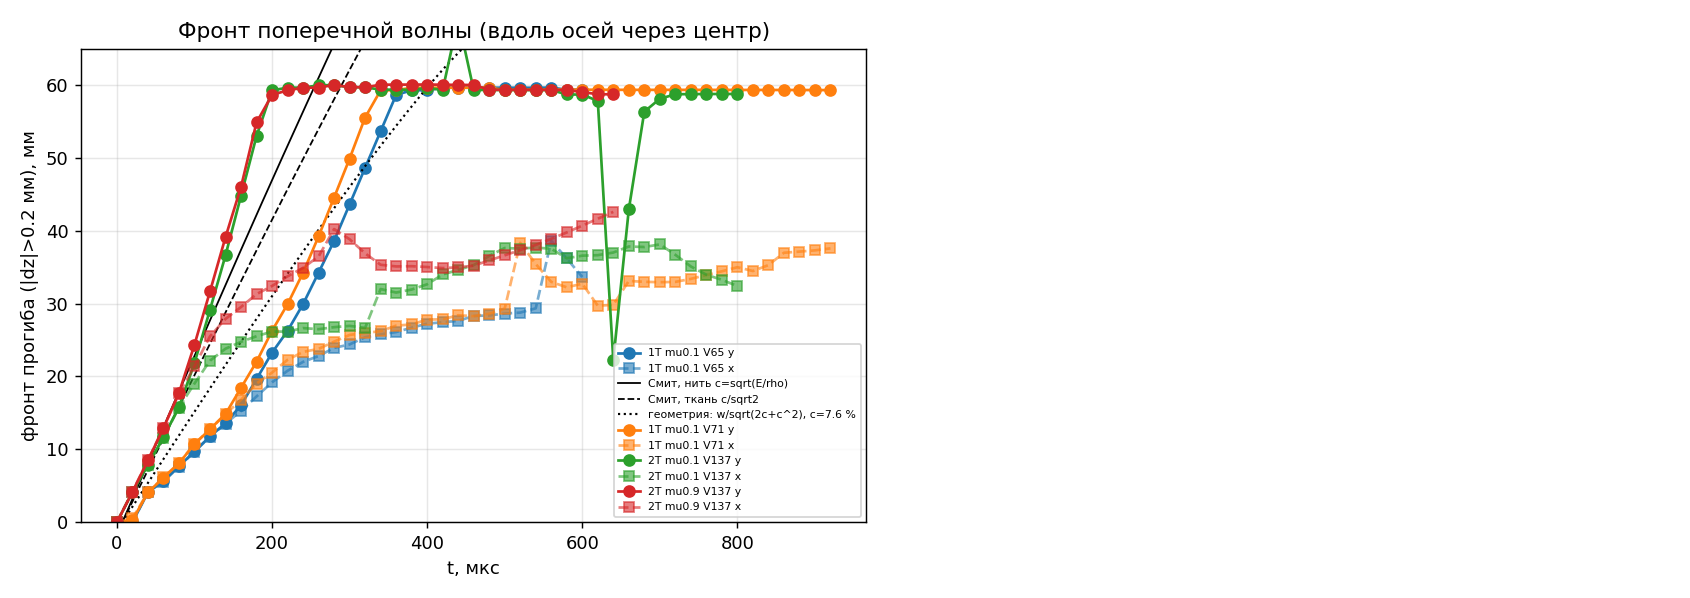 Фронт поперечной волны (вдоль осей через центр)
фронт прогиба (|dz|>0.2 мм), мм
60
50
40
30
20
10
0
0 200 400 600 800
t, мкс
1T mu0.1 V65 y
1T mu0.1 V65 x
Смит, нить c=sqrt(E/rho)
Смит, ткань c/sqrt2
геометрия: w/sqrt(2c+c^2), c=7.6 %
1T mu0.1 V71 y
1T mu0.1 V71 x
2T mu0.1 V137 y
2T mu0.1 V137 x
2T mu0.9 V137 y
2T mu0.9 V137 x